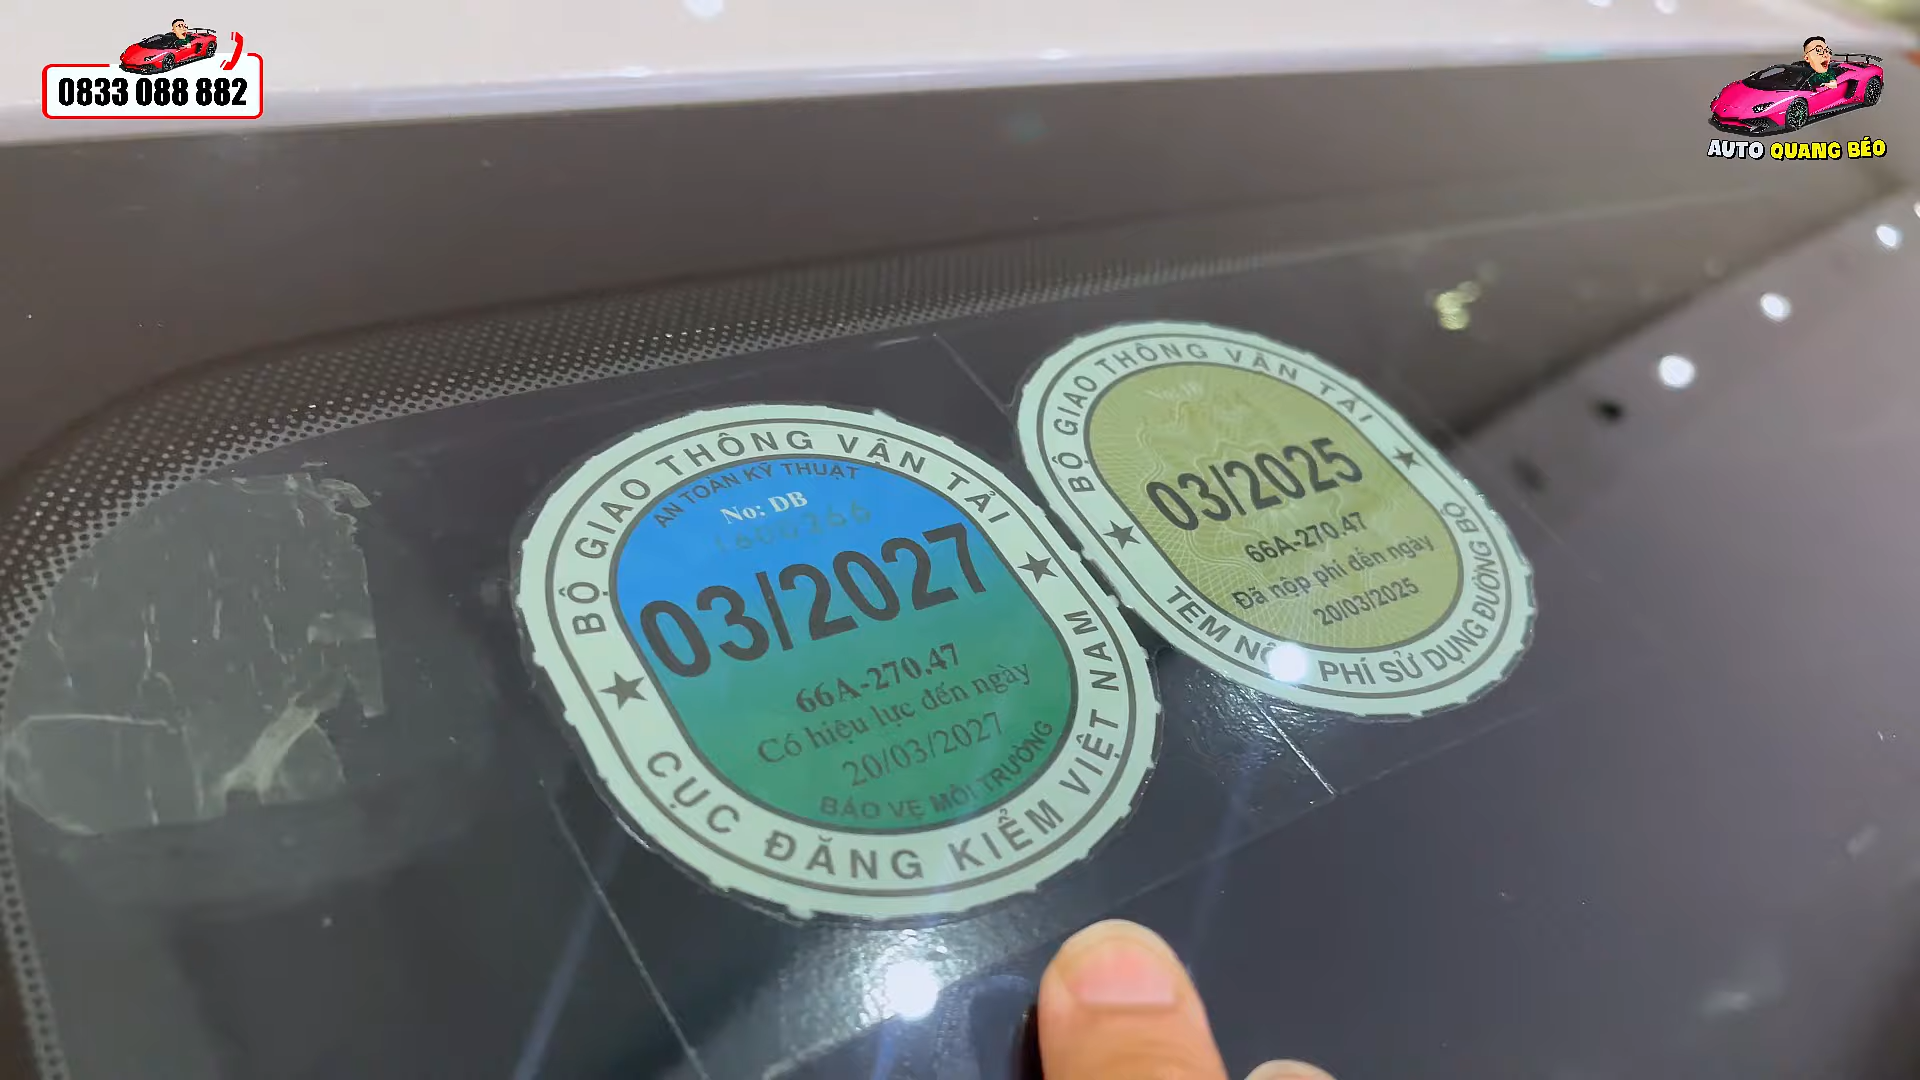 0833 088 882
AUTO QUANG BÉO
BỘ GIAO THÔNG VẬN TẢI
AN TOÀN KỸ THUẬT
No: DB
03/2027
66A-270.47
Có hiệu lực đến ngày
20/03/2027
BẢO VỆ MÔI TRƯỜNG
CỤC ĐĂNG KIỂM VIỆT NAM
BỘ GIAO THÔNG VẬN TẢI
03/2025
66A-270.47
Đã nộp phí đến ngày
20/03/2025
TEM NỘP PHÍ SỬ DỤNG ĐƯỜNG BỘ